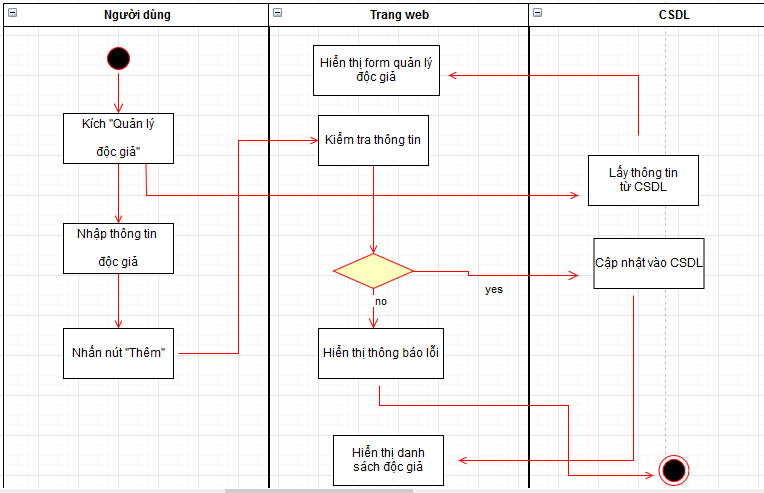 Người dùng
Trang web
CSDL
Hiển thị form quản lý
độc giả
Kích "Quản lý
độc giả"
Kiểm tra thông tin
Lấy thông tin
từ CSDL
Nhập thông tin
độc giả
Cập nhật vào CSDL
yes
no
Nhấn nút "Thêm"
Hiển thị thông báo lỗi
Hiển thị danh
sách độc giả